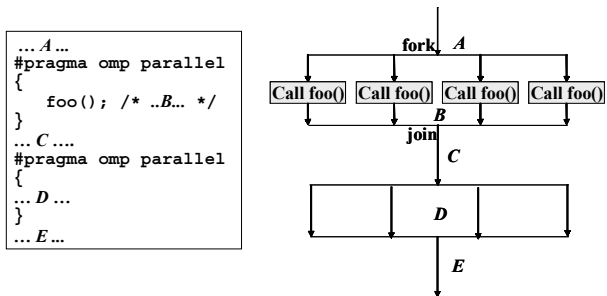 ... A ...
#pragma omp parallel
{
foo(); /* ..B... */
}
... C ....
#pragma omp parallel
{
... D ...
}
... E ...
fork A
Call foo() Call foo() Call foo() Call foo()
B
join
C
D
E